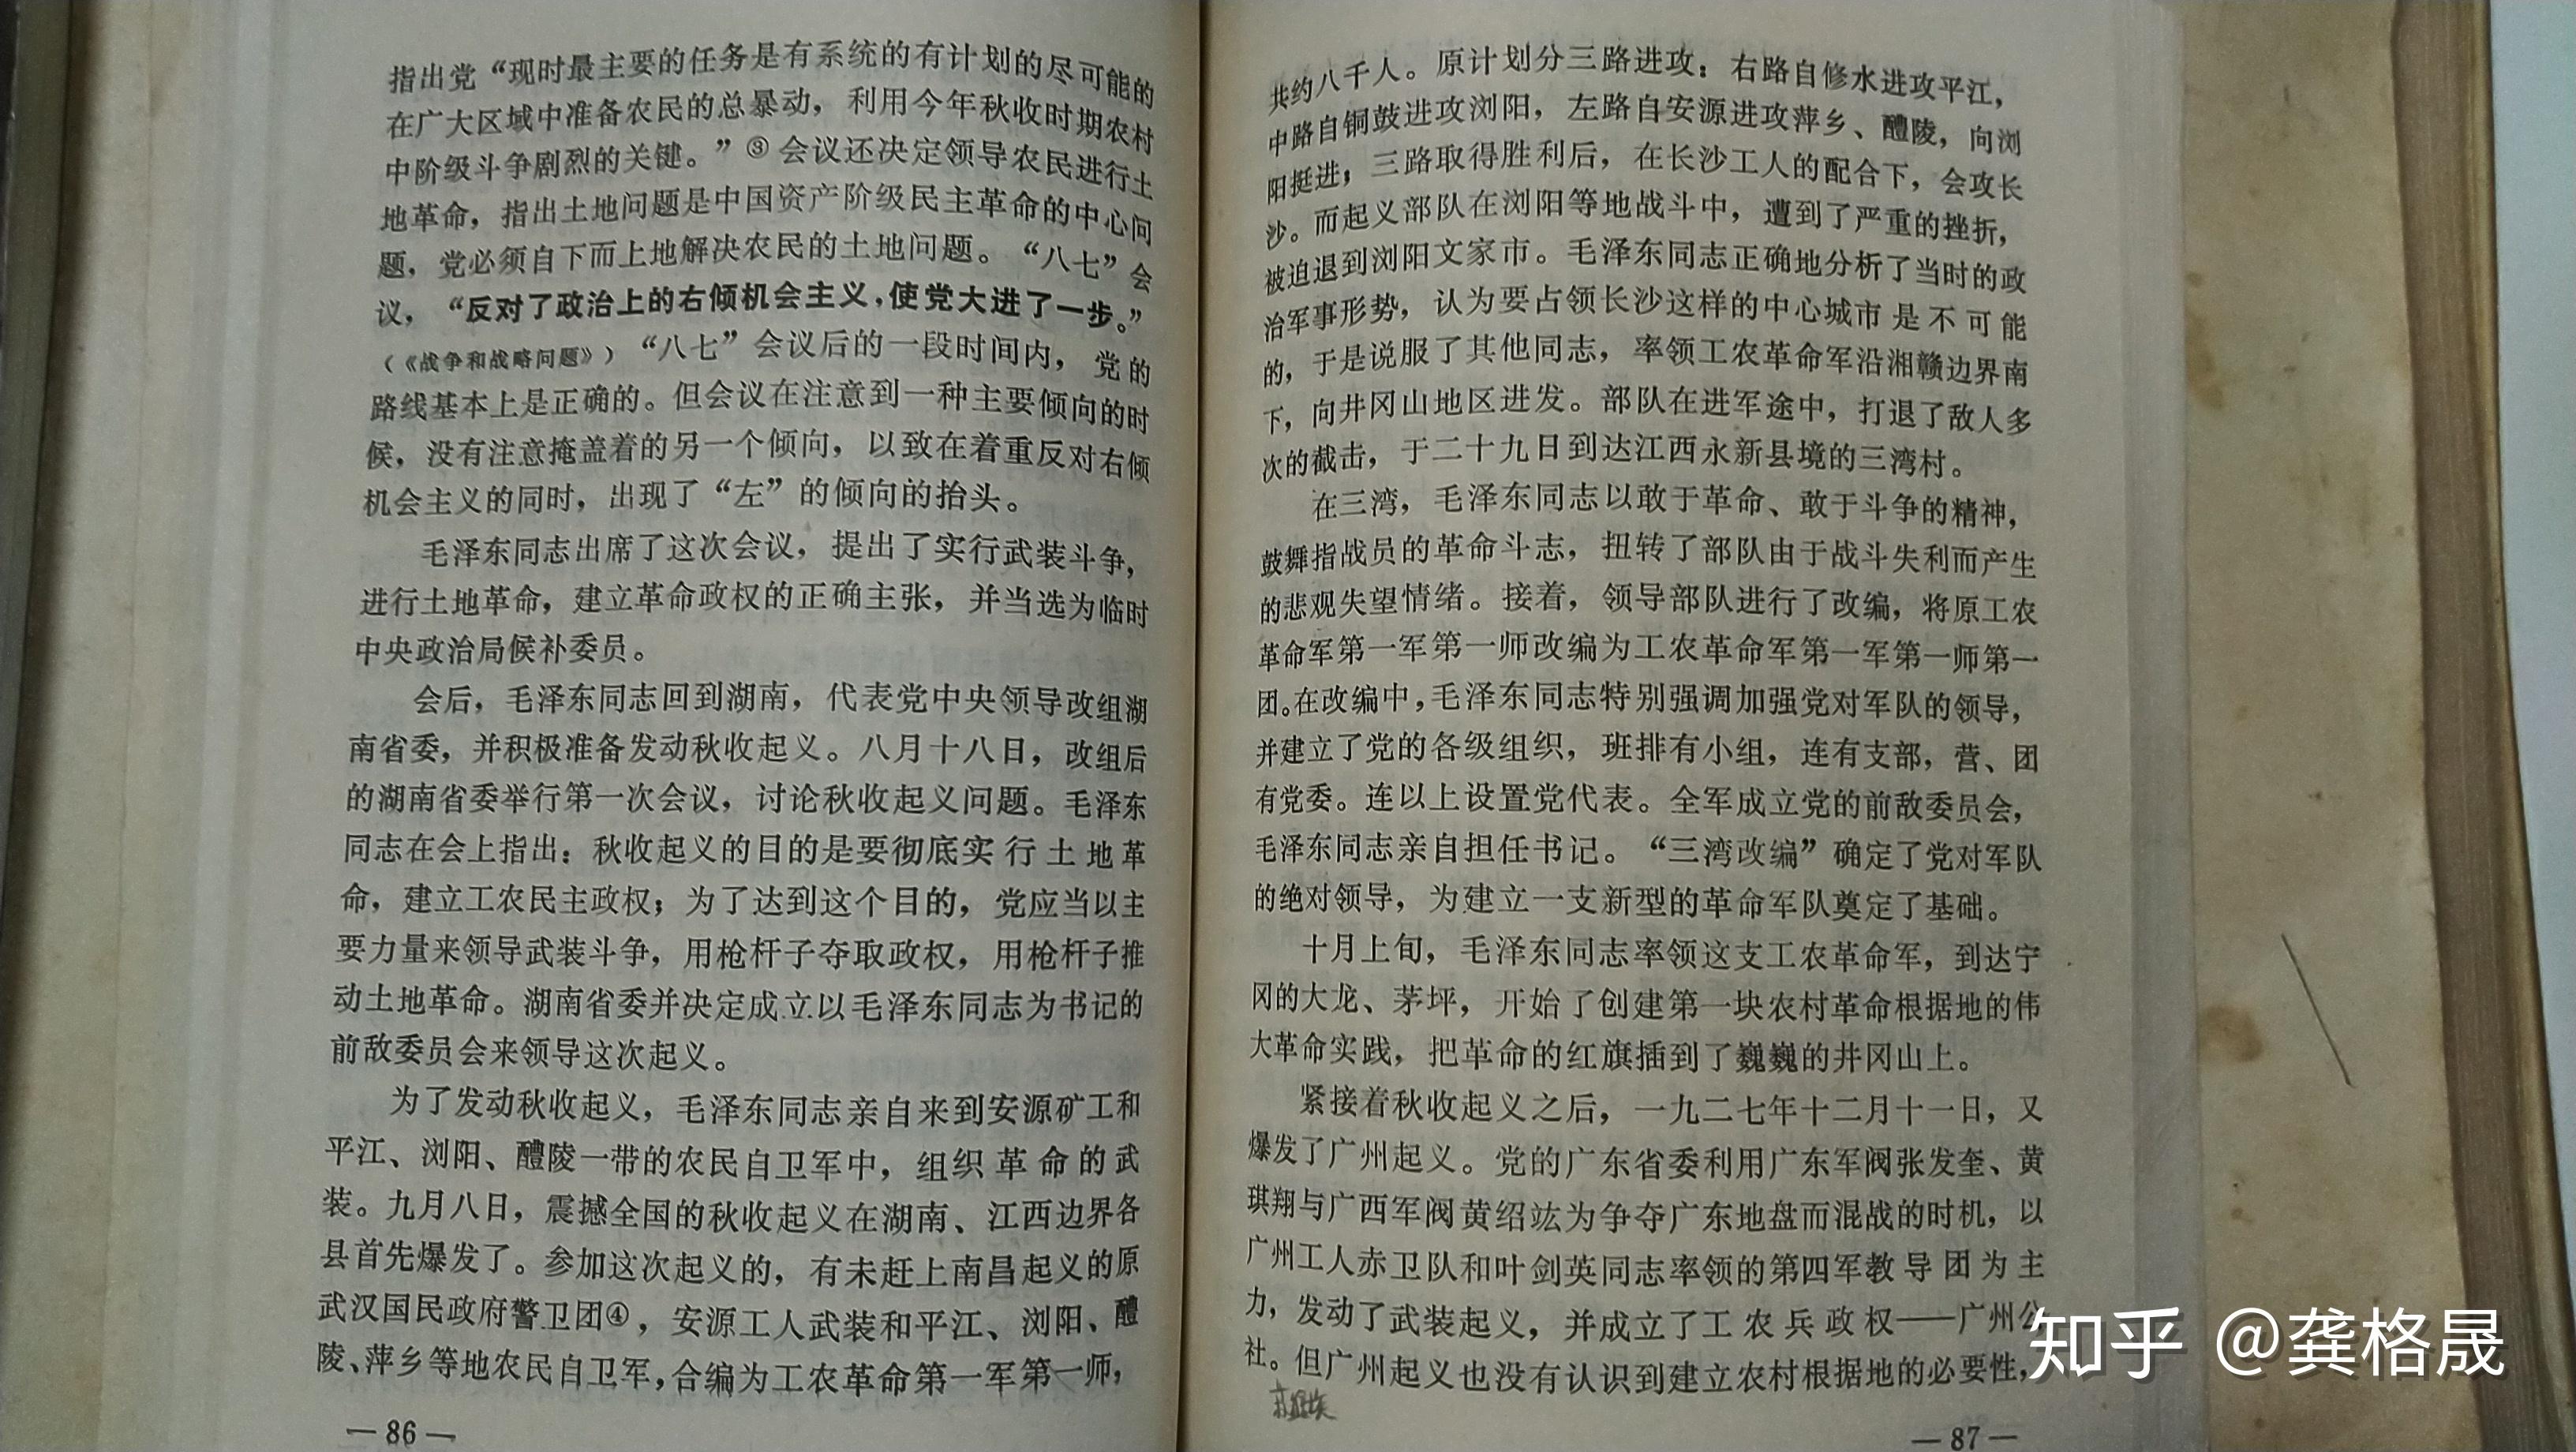 指出党“现时最主要的任务是有系统的有计划的尽可能的
在广大区域中准备农民的总暴动，利用今年秋收时期农村
中阶级斗争剧烈的关键。”③会议还决定领导农民进行土
地革命，指出土地问题是中国资产阶级民主革命的中心问
题，党必须自下而上地解决农民的土地问题。“八七”会
议，“反对了政治上的右倾机会主义，使党大进了一步。”
（《战争和战略问题》）“八七”会议后的一段时间内，党的
路线基本上是正确的。但会议在注意到一种主要倾向的时
候，没有注意掩盖着的另一个倾向，以致在着重反对右倾
机会主义的同时，出现了“左”的倾向的抬头。
毛泽东同志出席了这次会议，提出了实行武装斗争，
进行土地革命，建立革命政权的正确主张，并当选为临时
中央政治局候补委员。
会后，毛泽东同志回到湖南，代表党中央领导改组湖
南省委，并积极准备发动秋收起义。八月十八日，改组后
的湖南省委举行第一次会议，讨论秋收起义问题。毛泽东
同志在会上指出：秋收起义的目的是要彻底实行土地革
命，建立工农民主政权；为了达到这个目的，党应当以主
要力量来领导武装斗争，用枪杆子夺取政权，用枪杆子推
动土地革命。湖南省委并决定成立以毛泽东同志为书记的
前敌委员会来领导这次起义。
为了发动秋收起义，毛泽东同志亲自来到安源矿工和
平江、浏阳、醴陵一带的农民自卫军中，组织革命的武
装。九月八日，震撼全国的秋收起义在湖南、江西边界各
县首先爆发了。参加这次起义的，有未赶上南昌起义的原
武汉国民政府警卫团④，安源工人武装和平江、浏阳、醴
陵、萍乡等地农民自卫军，合编为工农革命第一军第一师，
—86—
共约八千人。原计划分三路进攻：右路自修水进攻平江，
中路自铜鼓进攻浏阳，左路自安源进攻萍乡、醴陵，向浏
阳挺进；三路取得胜利后，在长沙工人的配合下，会攻长
沙。而起义部队在浏阳等地战斗中，遭到了严重的挫折，
被迫退到浏阳文家市。毛泽东同志正确地分析了当时的政
治军事形势，认为要占领长沙这样的中心城市是不可能
的，于是说服了其他同志，率领工农革命军沿湘赣边界南
下，向井冈山地区进发。部队在进军途中，打退了敌人多
次的截击，于二十九日到达江西永新县境的三湾村。
在三湾，毛泽东同志以敢于革命、敢于斗争的精神，
鼓舞指战员的革命斗志，扭转了部队由于战斗失利而产生
的悲观失望情绪。接着，领导部队进行了改编，将原工农
革命军第一军第一师改编为工农革命军第一军第一师第一
团。在改编中，毛泽东同志特别强调加强党对军队的领导，
并建立了党的各级组织，班排有小组，连有支部，营、团
有党委。连以上设置党代表。全军成立党的前敌委员会，
毛泽东同志亲自担任书记。“三湾改编”确定了党对军队
的绝对领导，为建立一支新型的革命军队奠定了基础。
十月上旬，毛泽东同志率领这支工农革命军，到达宁
冈的大龙、茅坪，开始了创建第一块农村革命根据地的伟
大革命实践，把革命的红旗插到了巍巍的井冈山上。
紧接着秋收起义之后，一九二七年十二月十一日，又
爆发了广州起义。党的广东省委利用广东军阀张发奎、黄
琪翔与广西军阀黄绍竑为争夺广东地盘而混战的时机，以
广州工人赤卫队和叶剑英同志率领的第四军教导团为主
力，发动了武装起义，并成立了工农兵政权——广州公
社。但广州起义也没有认识到建立农村根据地的必要性，
—87—
知乎 @龚格晟